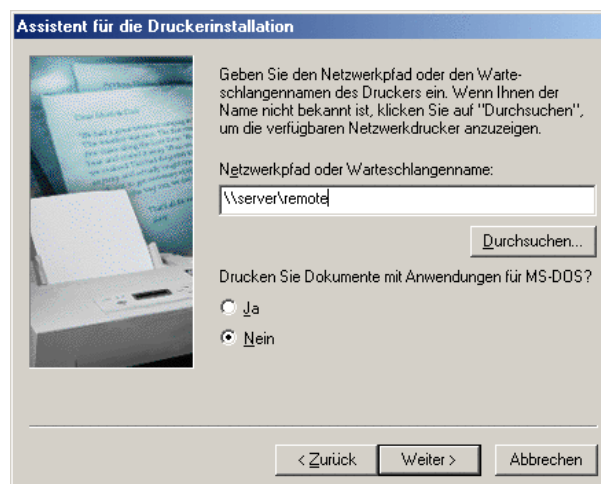 Assistent für die Druckerinstallation
Geben Sie den Netzwerkpfad oder den Warte-
schlangennamen des Druckers ein. Wenn Ihnen der
Name nicht bekannt ist, klicken Sie auf "Durchsuchen",
um die verfügbaren Netzwerkdrucker anzuzeigen.
Netzwerkpfad oder Warteschlangenname:
\\server\remote
Durchsuchen...
Drucken Sie Dokumente mit Anwendungen für MS-DOS?
Ja
Nein
< Zurück
Weiter >
Abbrechen